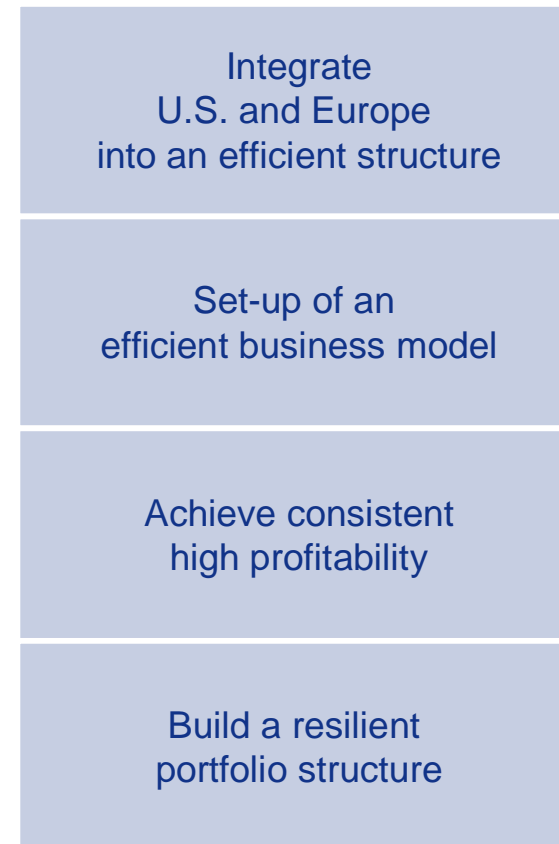 Integrate
U.S. and Europe
into an efficient structure
Set-up of an
efficient business model
Achieve consistent
high profitability
Build a resilient
portfolio structure